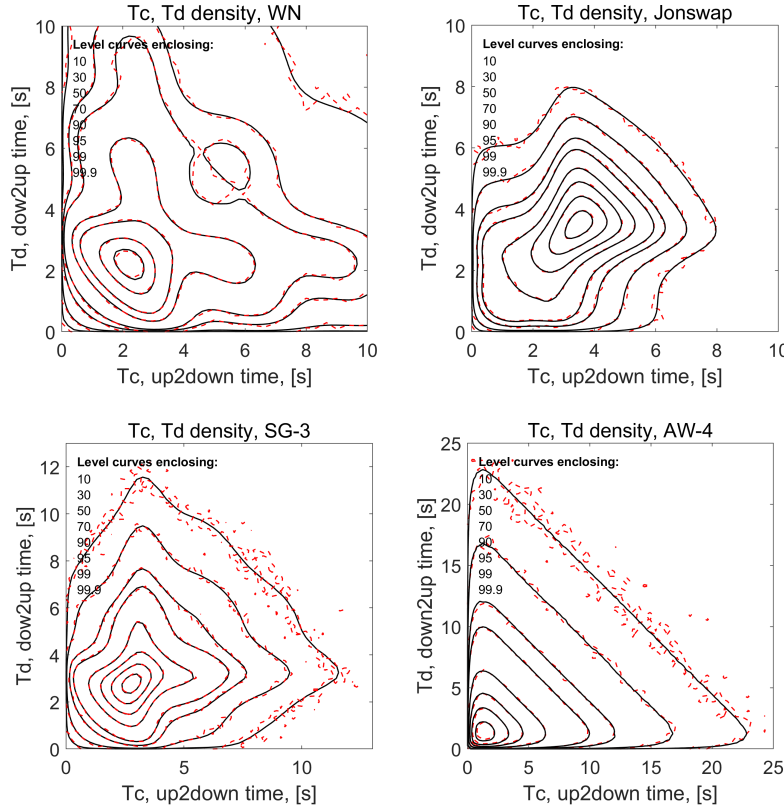 Tc, Td density, WN
Level curves enclosing:
10
30
50
70
90
95
99
99.9
Td, dow2up time, [s]
10
8
6
4
2
0
0 2 4 6 8 10
Tc, up2down time, [s]
Tc, Td density, Jonswap
Level curves enclosing:
10
30
50
70
90
95
99
99.9
Td, dow2up time, [s]
10
8
6
4
2
0
0 2 4 6 8 10
Tc, up2down time, [s]
Tc, Td density, SG-3
Level curves enclosing:
10
30
50
70
90
95
99
99.9
Td, dow2up time, [s]
12
10
8
6
4
2
0
0 5 10
Tc, up2down time, [s]
Tc, Td density, AW-4
Level curves enclosing:
10
30
50
70
90
95
99
99.9
Td, down2up time, [s]
25
20
15
10
5
0
0 5 10 15 20 25
Tc, up2down time, [s]